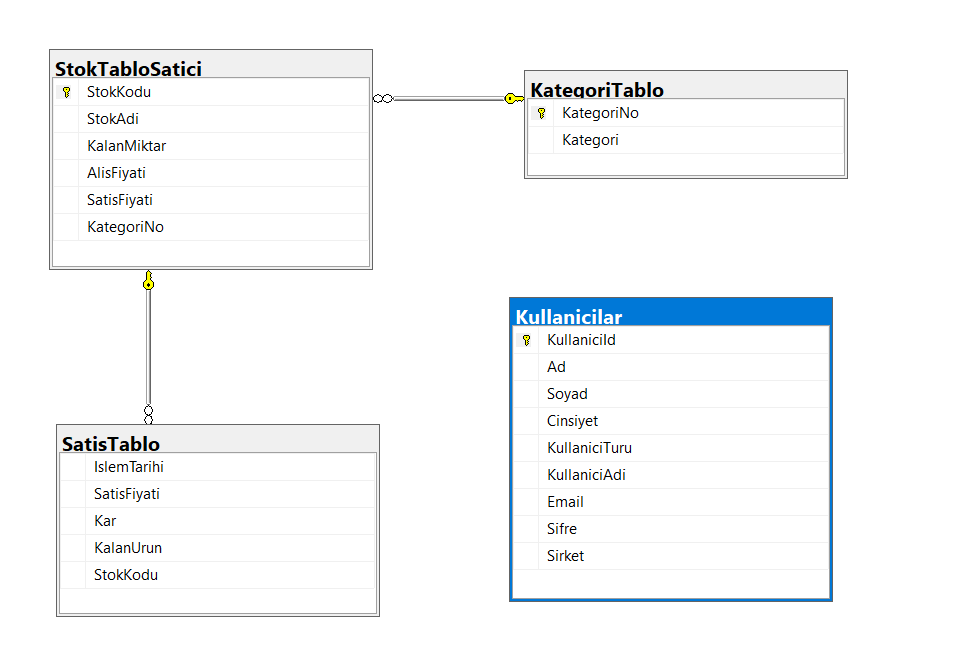 StokTabloSatici
StokKodu
StokAdi
KalanMiktar
AlisFiyati
SatisFiyati
KategoriNo
KategoriTablo
KategoriNo
Kategori
SatisTablo
IslemTarihi
SatisFiyati
Kar
KalanUrun
StokKodu
Kullanicilar
KullaniciId
Ad
Soyad
Cinsiyet
KullaniciTuru
KullaniciAdi
Email
Sifre
Sirket